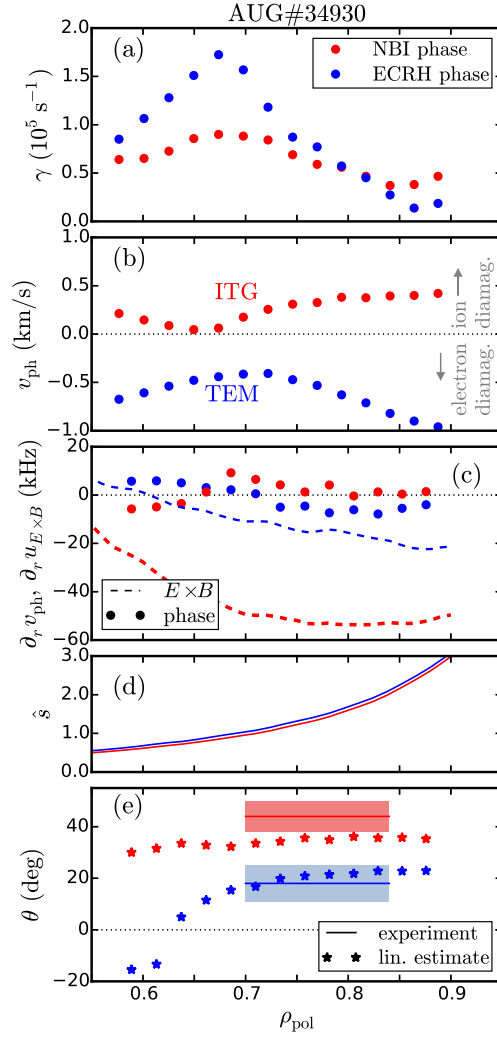 AUG#34930
(a)
NBI phase
ECRH phase
γ (10⁵ s⁻¹)
2.0
1.5
1.0
0.5
0.0
(b)
ITG
TEM
v_ph (km/s)
1.0
0.5
0.0
−0.5
−1.0
ion diamag.
electron diamag.
(c)
∂_r v_ph, ∂_r u_{E×B} (kHz)
20
0
−20
−40
−60
E×B
phase
(d)
ŝ
3.0
2.0
1.0
0.0
(e)
θ (deg)
40
20
0
−20
experiment
lin. estimate
0.6 0.7 0.8 0.9
ρ_pol